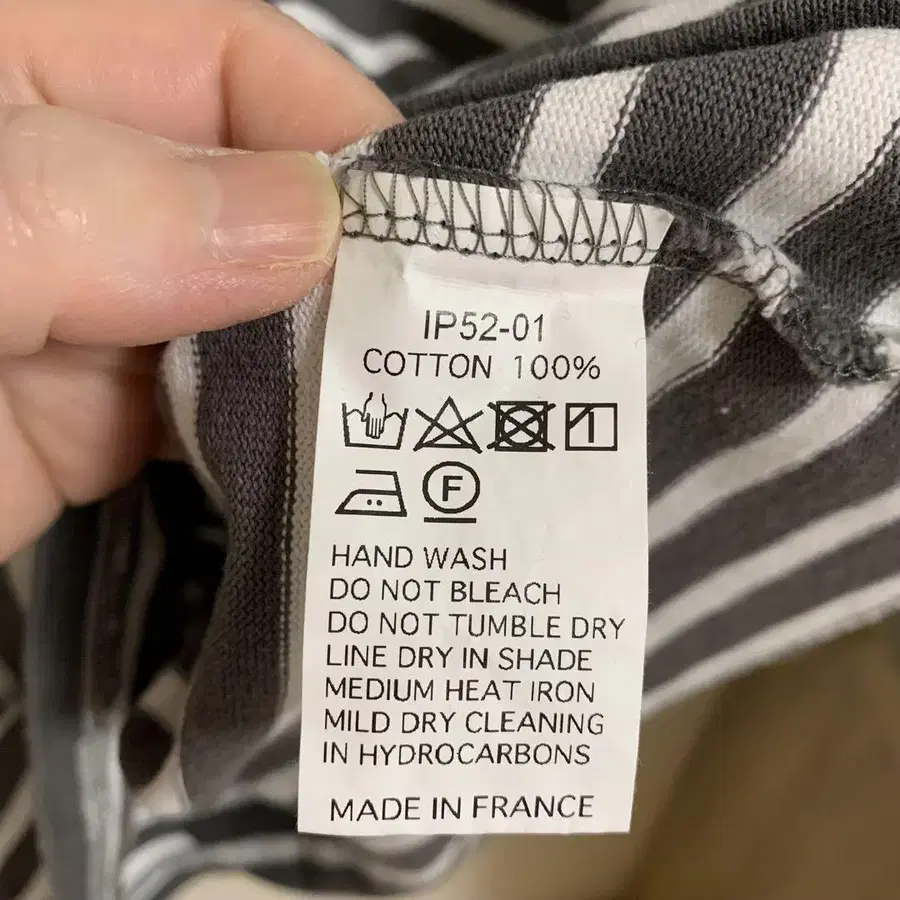 IP52-01
COTTON 100%
F
HAND WASH
DO NOT BLEACH
DO NOT TUMBLE DRY
LINE DRY IN SHADE
MEDIUM HEAT IRON
MILD DRY CLEANING
IN HYDROCARBONS
MADE IN FRANCE